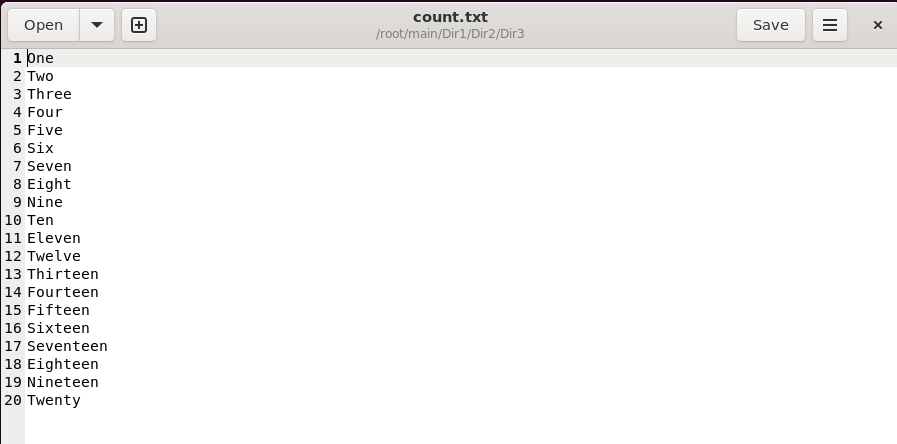 Open
count.txt
/root/main/Dir1/Dir2/Dir3
Save
1 One
2 Two
3 Three
4 Four
5 Five
6 Six
7 Seven
8 Eight
9 Nine
10 Ten
11 Eleven
12 Twelve
13 Thirteen
14 Fourteen
15 Fifteen
16 Sixteen
17 Seventeen
18 Eighteen
19 Nineteen
20 Twenty